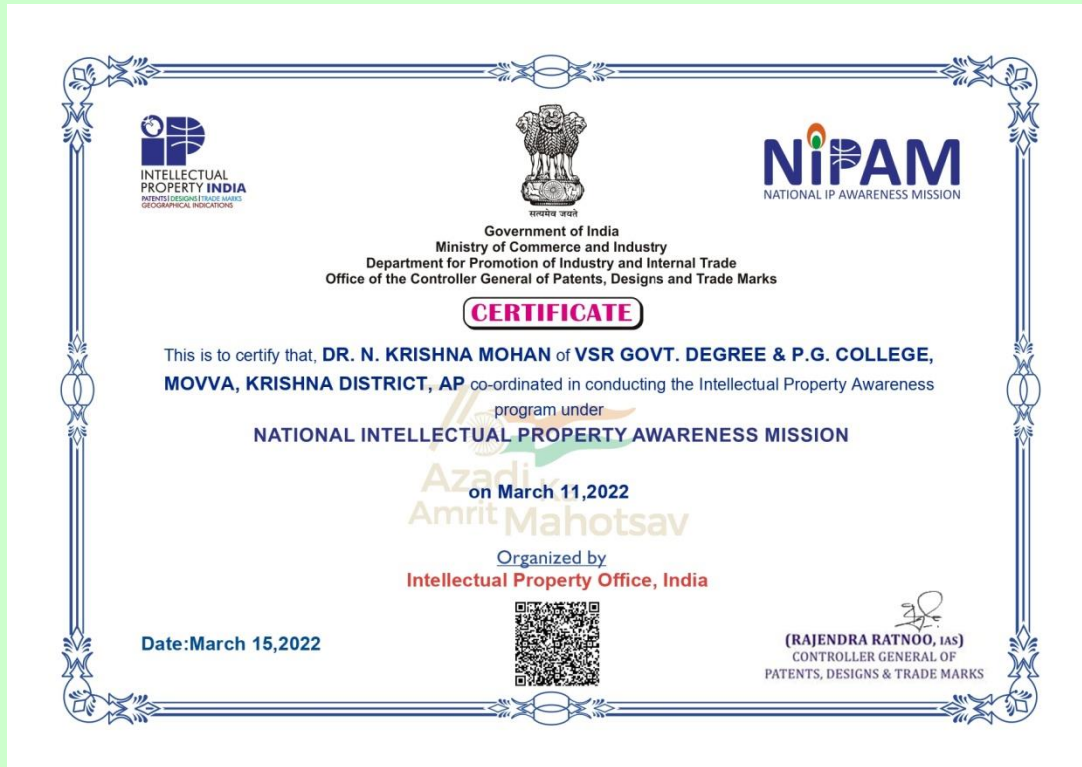 iP
INTELLECTUAL
PROPERTY INDIA
PATENTS | DESIGNS | TRADE MARKS
GEOGRAPHICAL INDICATIONS
सत्यमेव जयते
NiPAM
NATIONAL IP AWARENESS MISSION
Government of India
Ministry of Commerce and Industry
Department for Promotion of Industry and Internal Trade
Office of the Controller General of Patents, Designs and Trade Marks
CERTIFICATE
This is to certify that, DR. N. KRISHNA MOHAN of VSR GOVT. DEGREE & P.G. COLLEGE,
MOVVA, KRISHNA DISTRICT, AP co-ordinated in conducting the Intellectual Property Awareness
program under
NATIONAL INTELLECTUAL PROPERTY AWARENESS MISSION
75
Azadi Ka
on March 11,2022
Amrit Mahotsav
Organized by
Intellectual Property Office, India
Date:March 15,2022
(RAJENDRA RATNOO, IAS)
CONTROLLER GENERAL OF
PATENTS, DESIGNS & TRADE MARKS